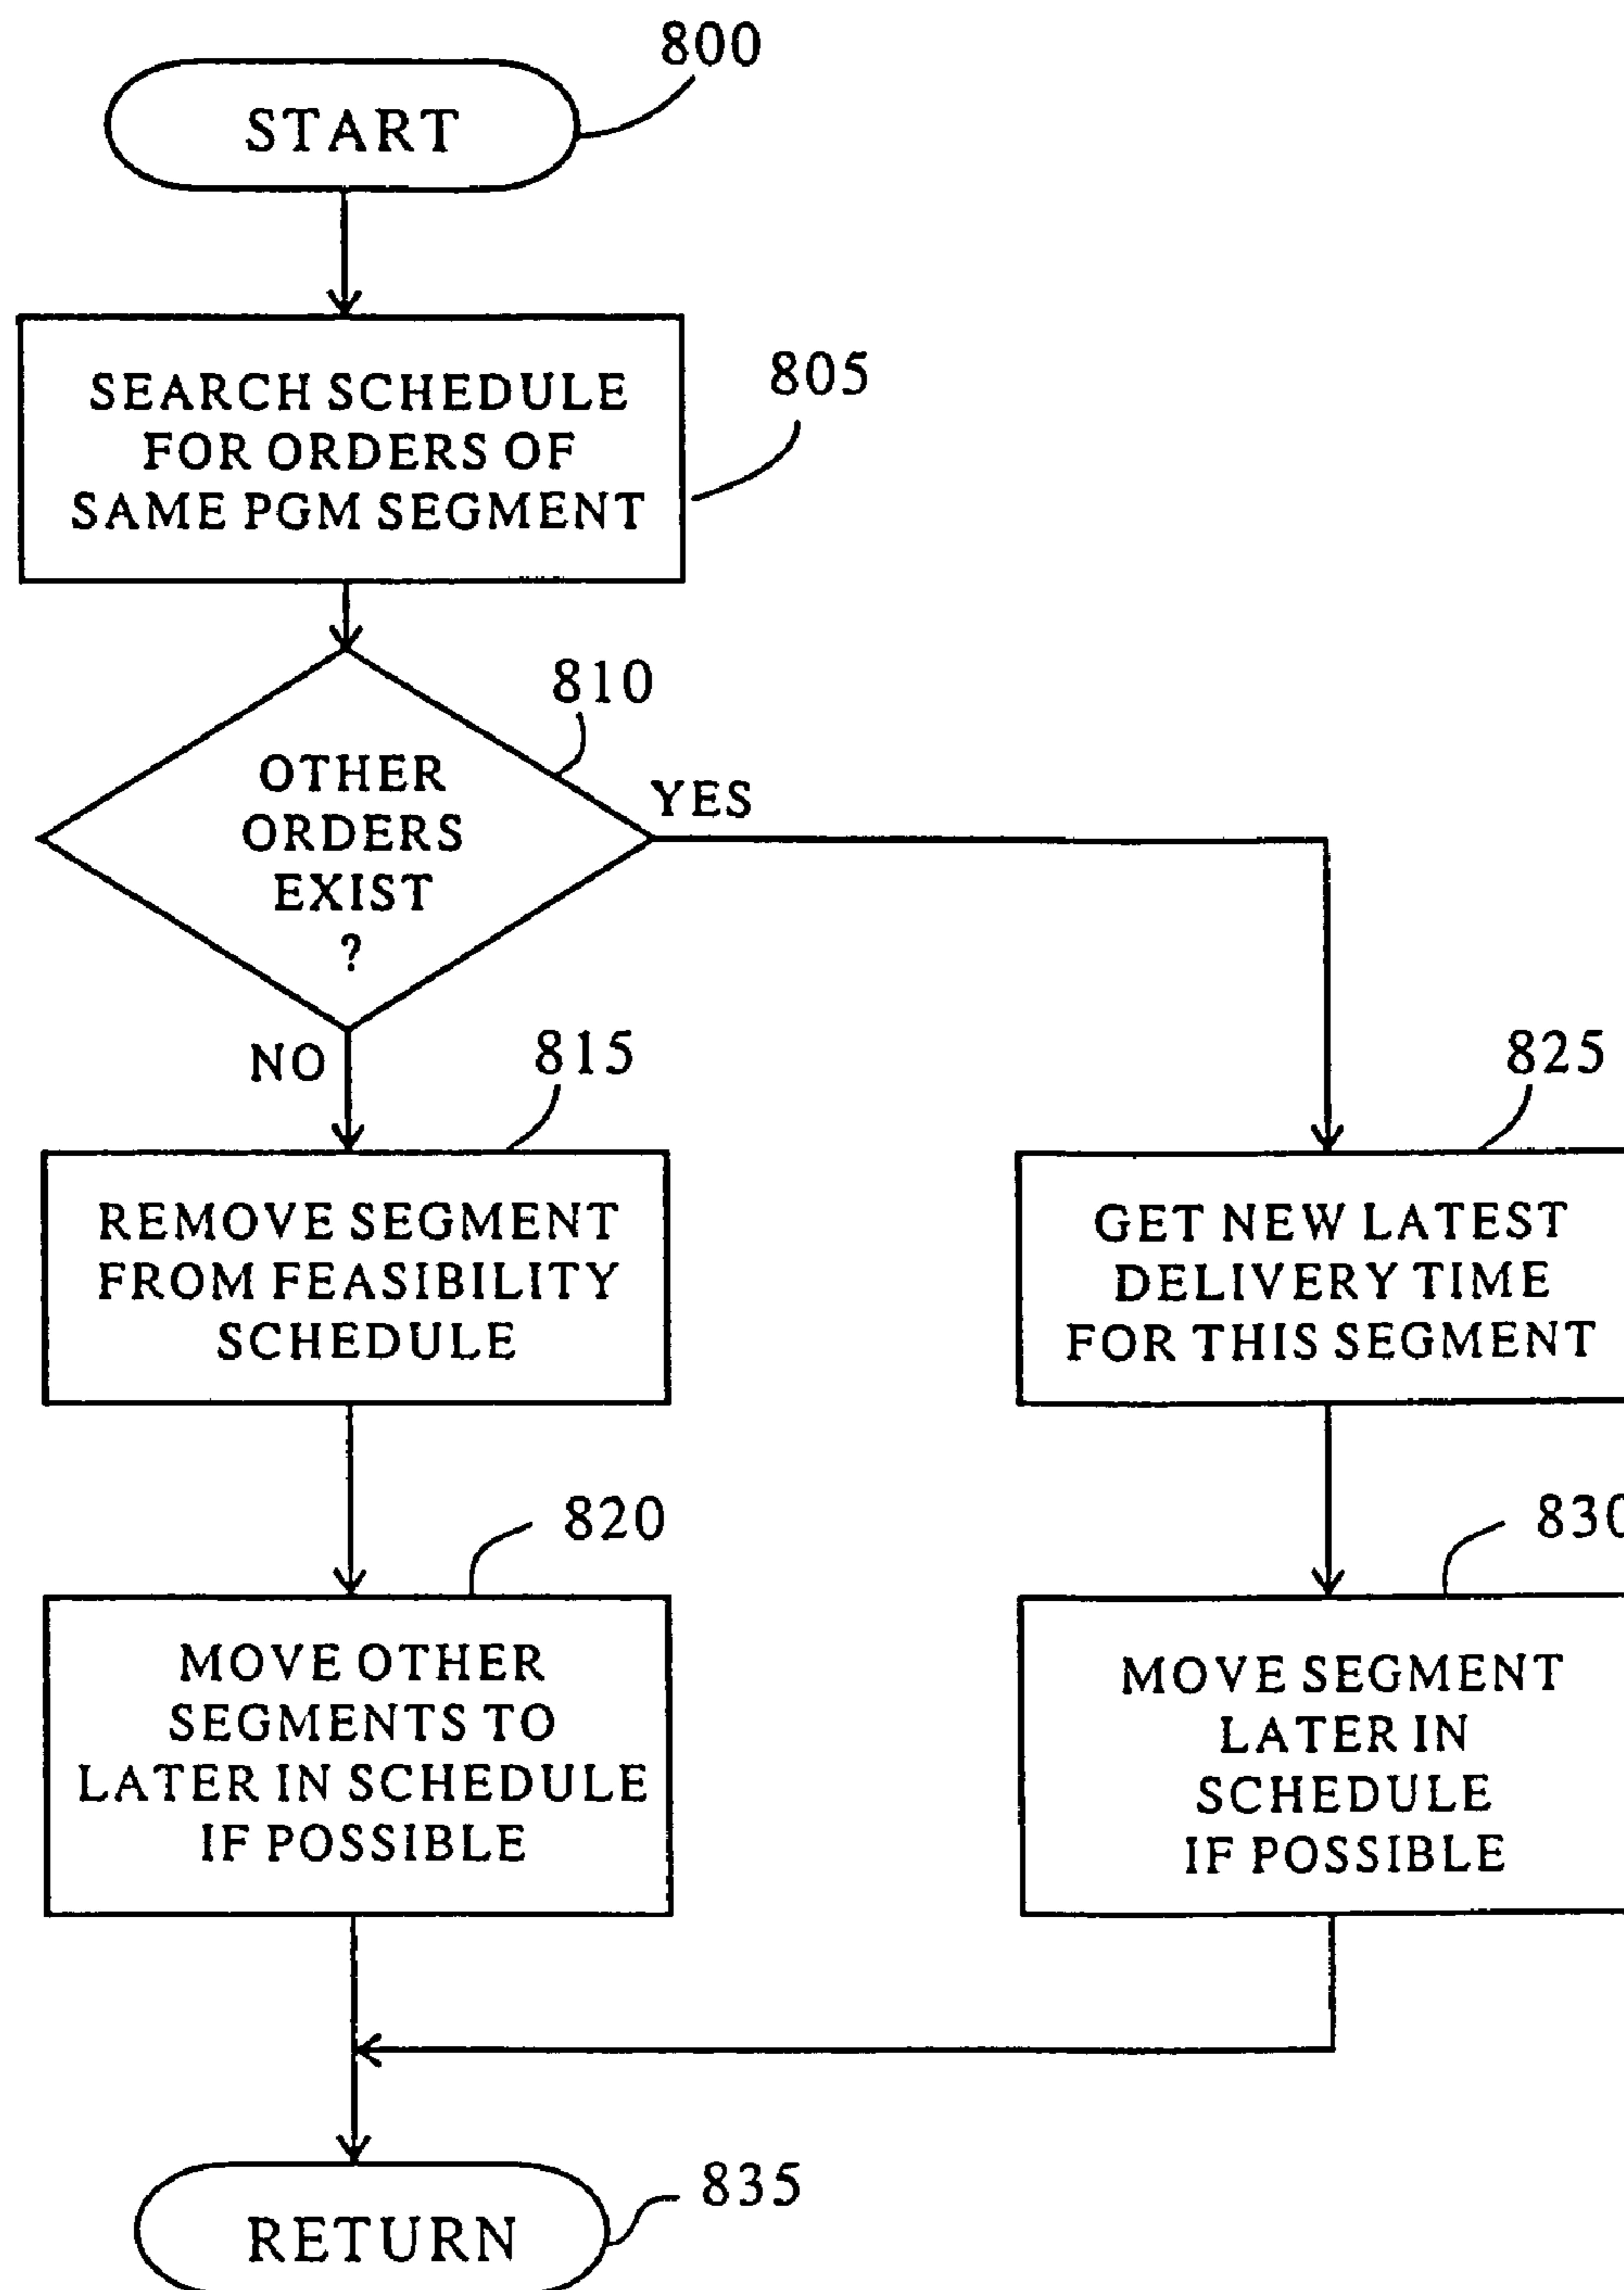 800
START
805
SEARCH SCHEDULE
FOR ORDERS OF
SAME PGM SEGMENT
810
OTHER
ORDERS
EXIST
?
YES
NO
815
REMOVE SEGMENT
FROM FEASIBILITY
SCHEDULE
825
GET NEW LATEST
DELIVERY TIME
FOR THIS SEGMENT
820
MOVE OTHER
SEGMENTS TO
LATER IN SCHEDULE
IF POSSIBLE
830
MOVE SEGMENT
LATER IN
SCHEDULE
IF POSSIBLE
835
RETURN